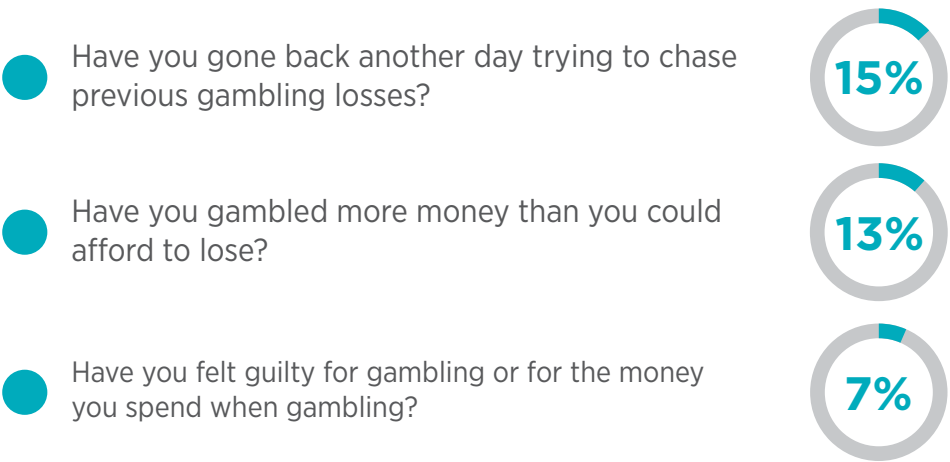 Have you gone back another day trying to chase
previous gambling losses?
15%
Have you gambled more money than you could
afford to lose?
13%
Have you felt guilty for gambling or for the money
you spend when gambling?
7%